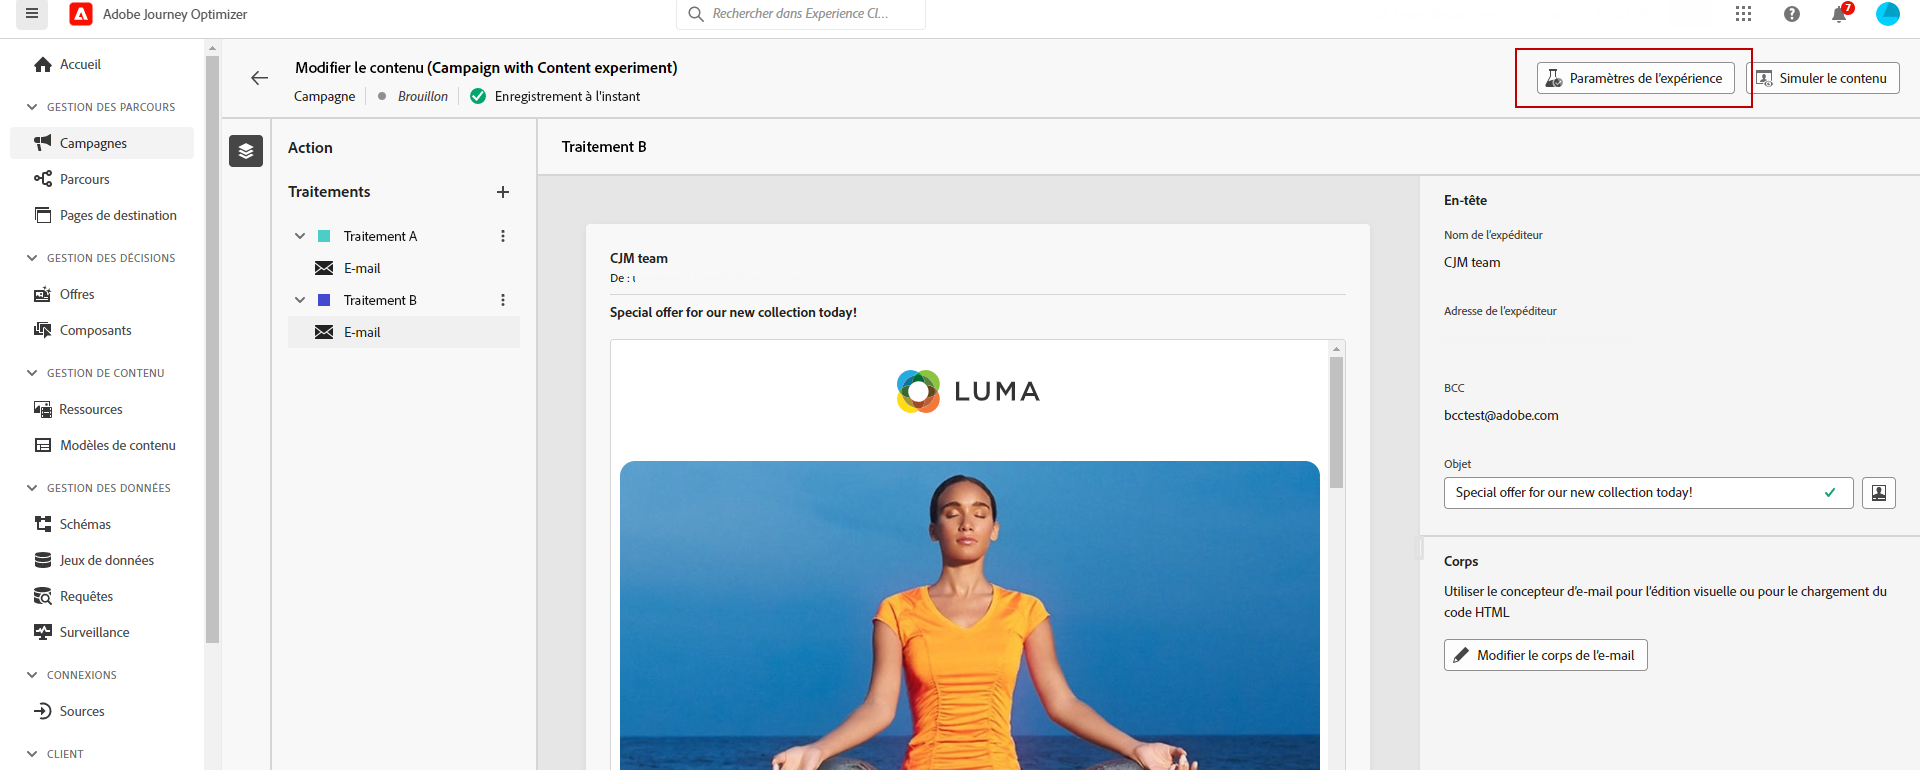 Adobe Journey Optimizer
Rechercher dans Experience Cl...
7
Accueil
GESTION DES PARCOURS
Campagnes
Parcours
Pages de destination
GESTION DES DÉCISIONS
Offres
Composants
GESTION DE CONTENU
Ressources
Modèles de contenu
GESTION DES DONNÉES
Schémas
Jeux de données
Requêtes
Surveillance
CONNEXIONS
Sources
CLIENT
Modifier le contenu (Campaign with Content experiment)
Campagne
Brouillon
Enregistrement à l'instant
Paramètres de l'expérience
Simuler le contenu
Action
Traitements
Traitement A
E-mail
Traitement B
E-mail
Traitement B
CJM team
De :
Special offer for our new collection today!
LUMA
En-tête
Nom de l'expéditeur
CJM team
Adresse de l'expéditeur
BCC
bcctest@adobe.com
Objet
Special offer for our new collection today!
Corps
Utiliser le concepteur d'e-mail pour l'édition visuelle ou pour le chargement du
code HTML
Modifier le corps de l'e-mail